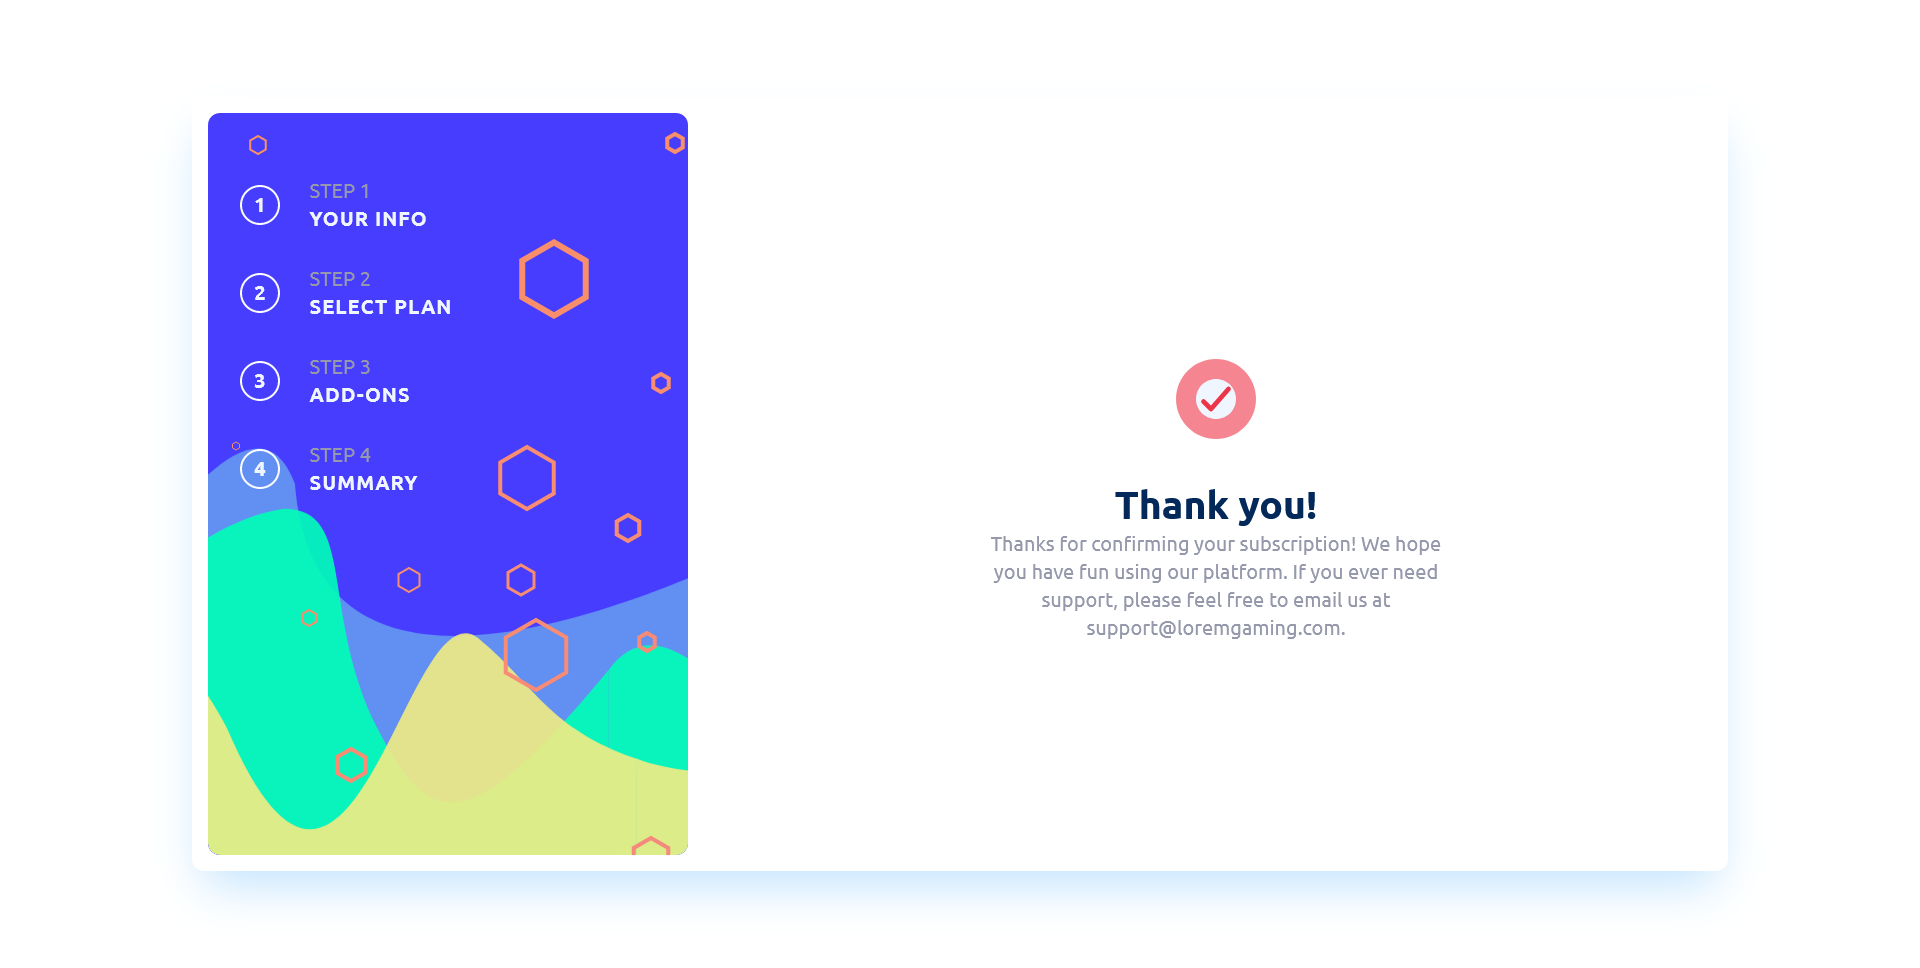 1
STEP 1
YOUR INFO
2
STEP 2
SELECT PLAN
3
STEP 3
ADD-ONS
4
STEP 4
SUMMARY
Thank you!
Thanks for confirming your subscription! We hope
you have fun using our platform. If you ever need
support, please feel free to email us at
support@loremgaming.com.